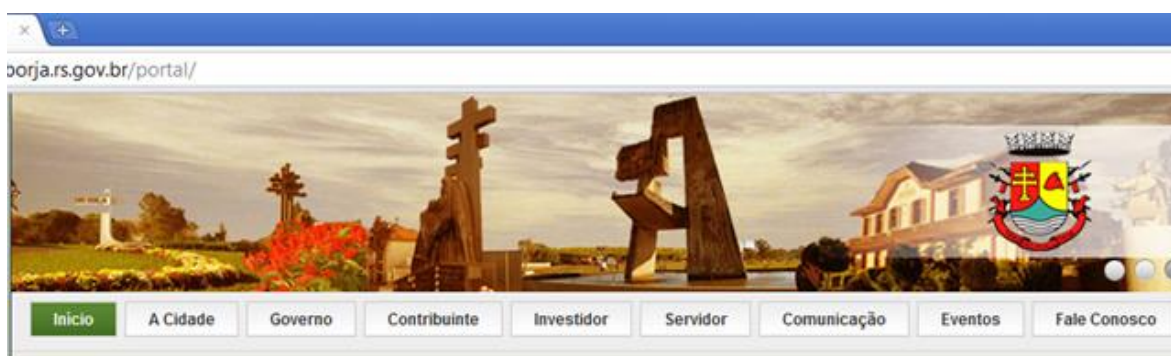 borja.rs.gov.br/portal/
Início A Cidade Governo Contribuinte Investidor Servidor Comunicação Eventos Fale Conosco